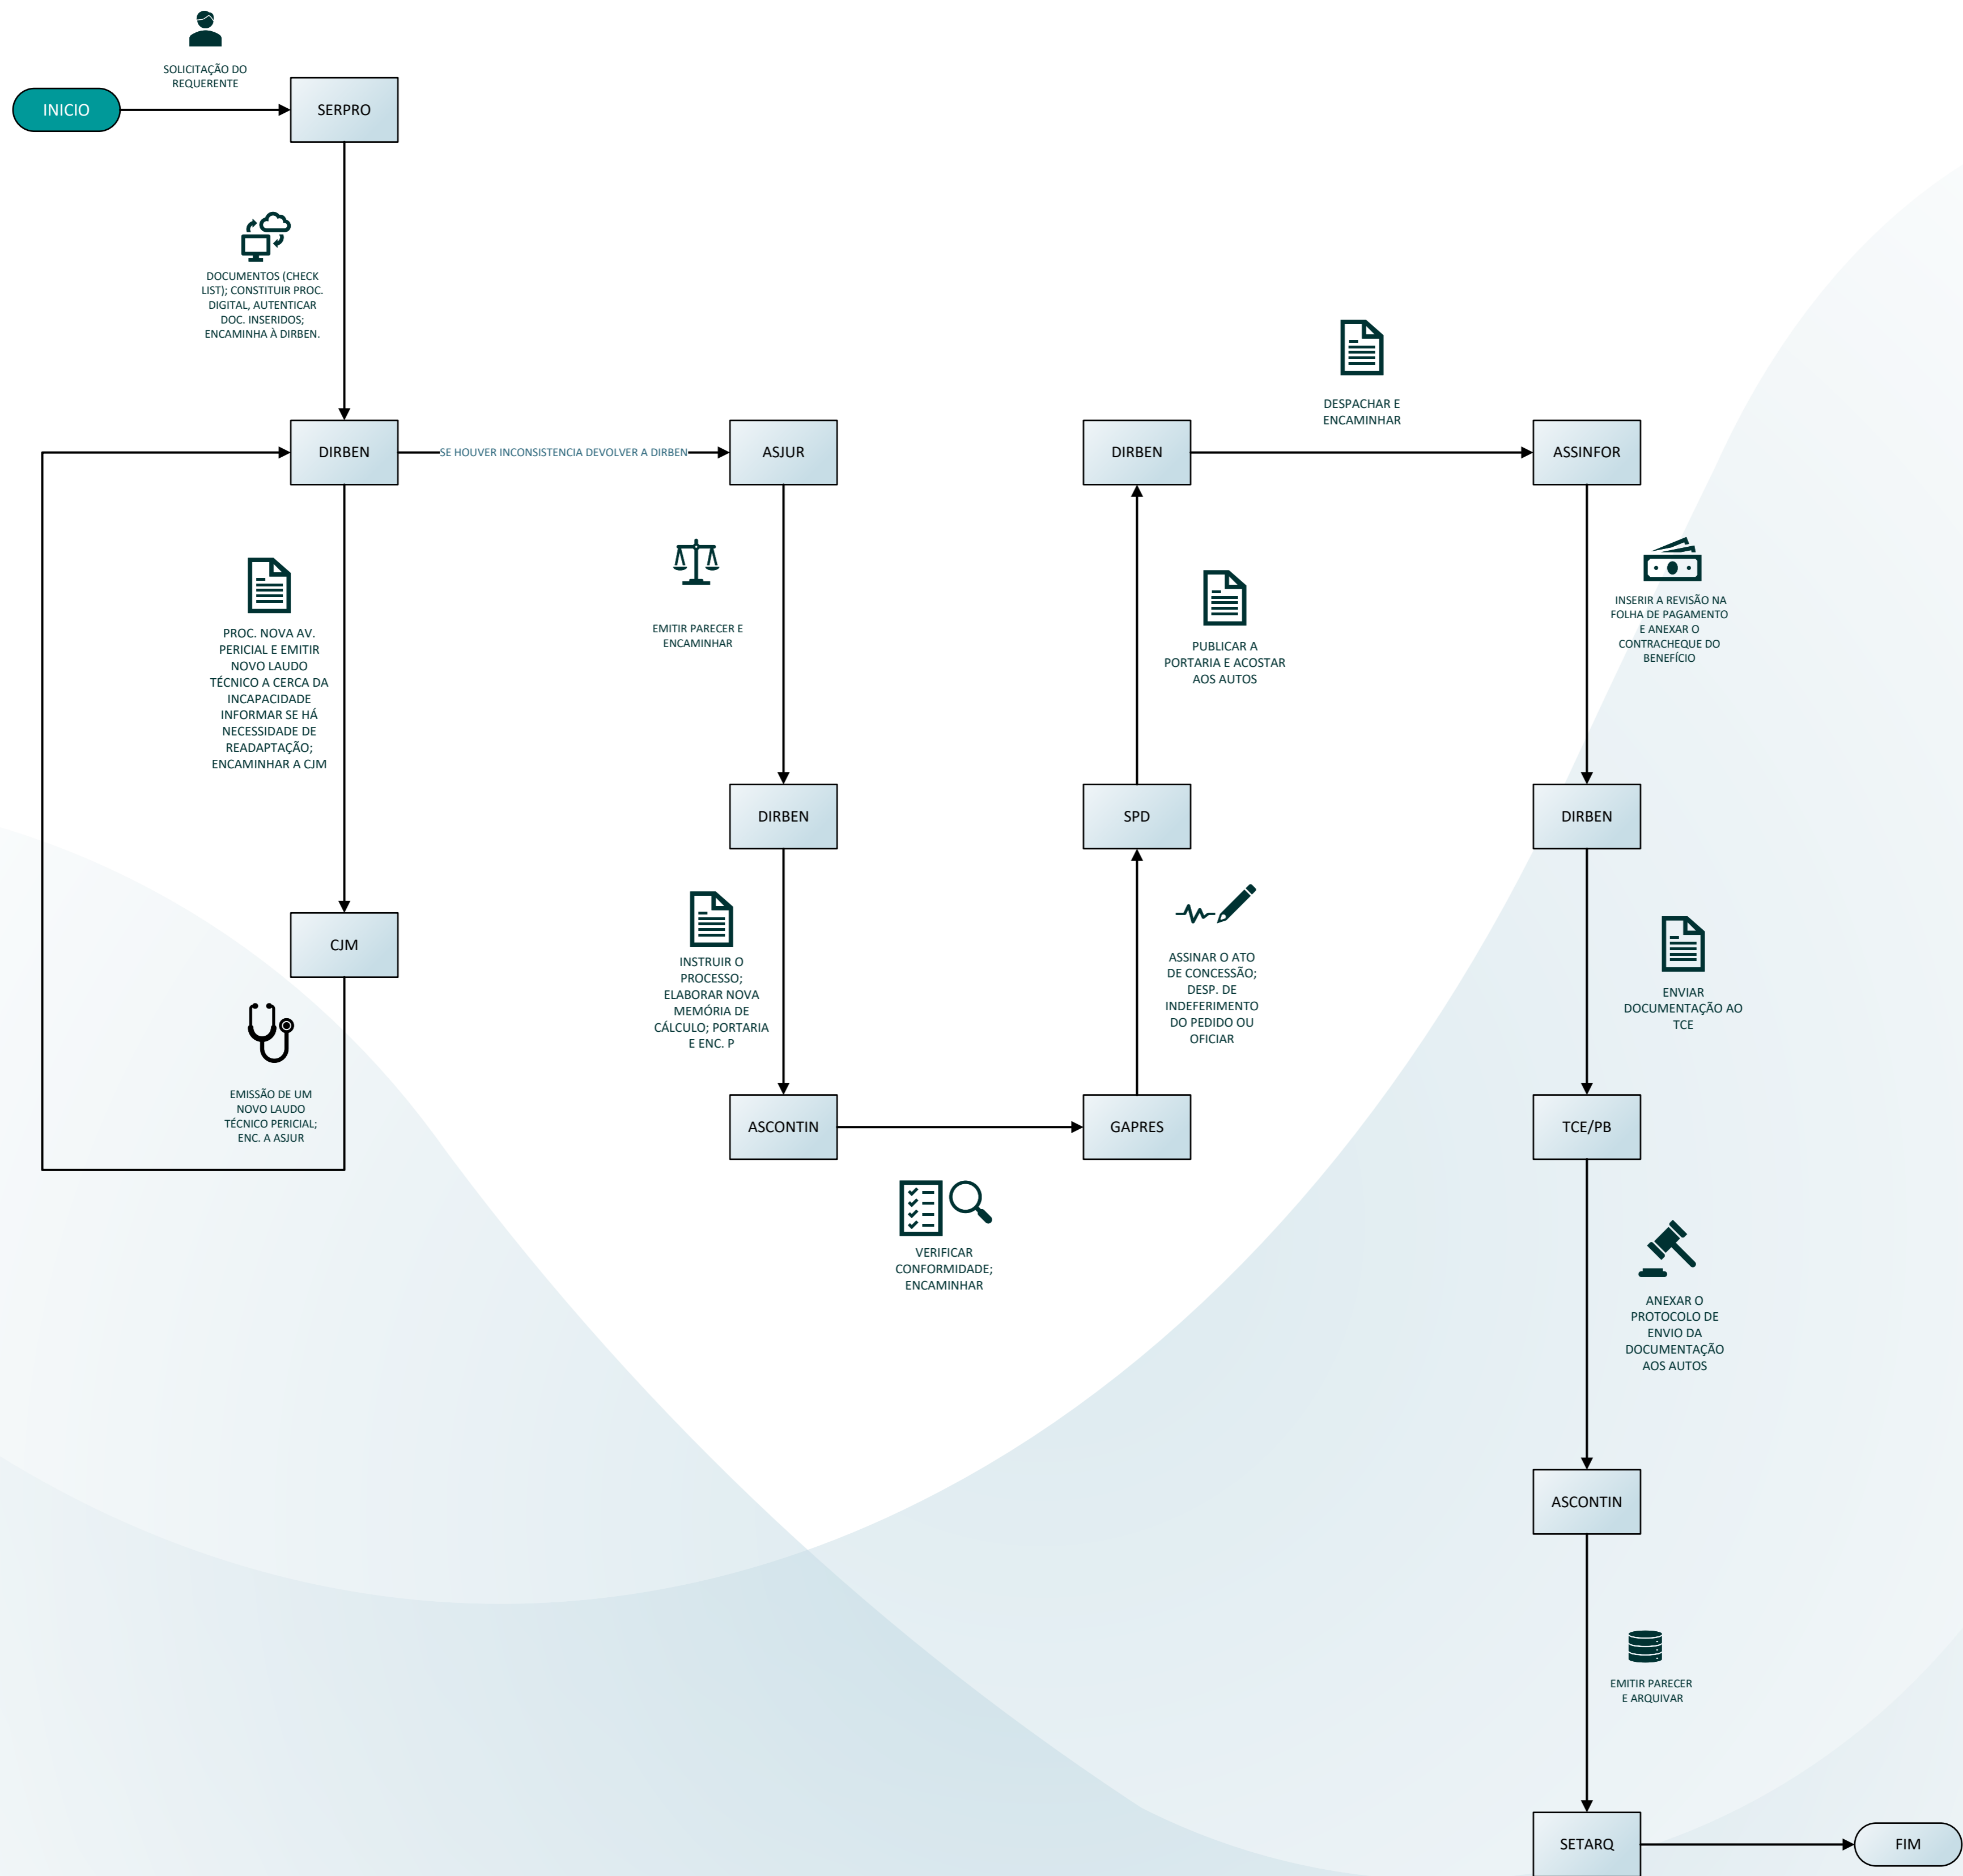 SOLICITAÇÃO DO
REQUERENTE
INICIO
SERPRO
DOCUMENTOS (CHECK
LIST); CONSTITUIR PROC.
DIGITAL, AUTENTICAR
DOC. INSERIDOS;
ENCAMINHA À DIRBEN.
DIRBEN
SE HOUVER INCONSISTENCIA DEVOLVER A DIRBEN
ASJUR
PROC. NOVA AV.
PERICIAL E EMITIR
NOVO LAUDO
TÉCNICO A CERCA DA
INCAPACIDADE
INFORMAR SE HÁ
NECESSIDADE DE
READAPTAÇÃO;
ENCAMINHAR A CJM
CJM
EMISSÃO DE UM
NOVO LAUDO
TÉCNICO PERICIAL;
ENC. A ASJUR
EMITIR PARECER E
ENCAMINHAR
DIRBEN
INSTRUIR O
PROCESSO;
ELABORAR NOVA
MEMÓRIA DE
CÁLCULO; PORTARIA
E ENC. P
ASCONTIN
VERIFICAR
CONFORMIDADE;
ENCAMINHAR
GAPRES
ASSINAR O ATO
DE CONCESSÃO;
DESP. DE
INDEFERIMENTO
DO PEDIDO OU
OFICIAR
SPD
PUBLICAR A
PORTARIA E ACOSTAR
AOS AUTOS
DIRBEN
DESPACHAR E
ENCAMINHAR
ASSINFOR
INSERIR A REVISÃO NA
FOLHA DE PAGAMENTO
E ANEXAR O
CONTRACHEQUE DO
BENEFÍCIO
DIRBEN
ENVIAR
DOCUMENTAÇÃO AO
TCE
TCE/PB
ANEXAR O
PROTOCOLO DE
ENVIO DA
DOCUMENTAÇÃO
AOS AUTOS
ASCONTIN
EMITIR PARECER
E ARQUIVAR
SETARQ
FIM